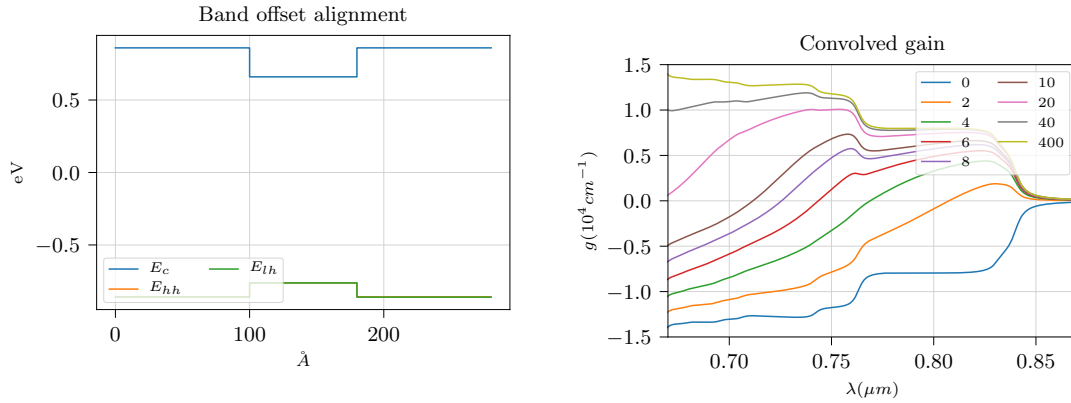 Band offset alignment
0.5
0.0
−0.5
eV
0
100
200
Å
E_c
E_hh
E_lh
Convolved gain
1.5
1.0
0.5
0.0
−0.5
−1.0
−1.5
g(10^4 cm^−1)
0.70
0.75
0.80
0.85
λ(μm)
0
2
4
6
8
10
20
40
400